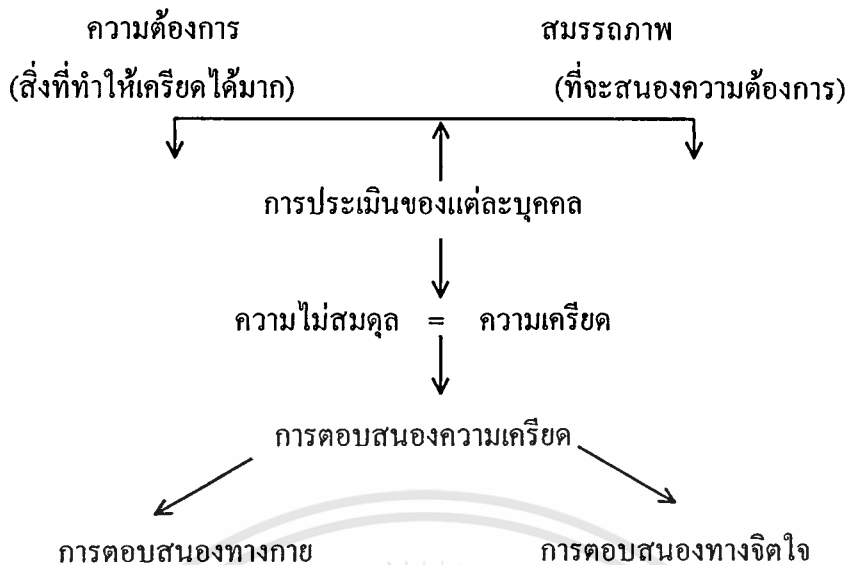 ความต้องการ สมรรถภาพ
(สิ่งที่ทำให้เครียดได้มาก) (ที่จะสนองความต้องการ)
การประเมินของแต่ละบุคคล
ความไม่สมดุล = ความเครียด
การตอบสนองความเครียด
การตอบสนองทางกาย การตอบสนองทางจิตใจ